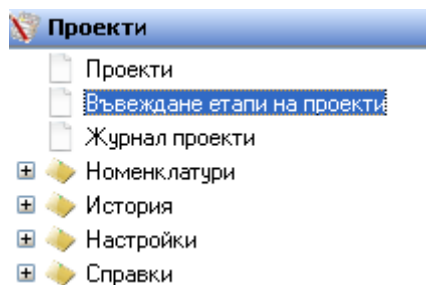 Проекти
Проекти
Въвеждане етапи на проекти
Журнал проекти
Номенклатури
История
Настройки
Справки